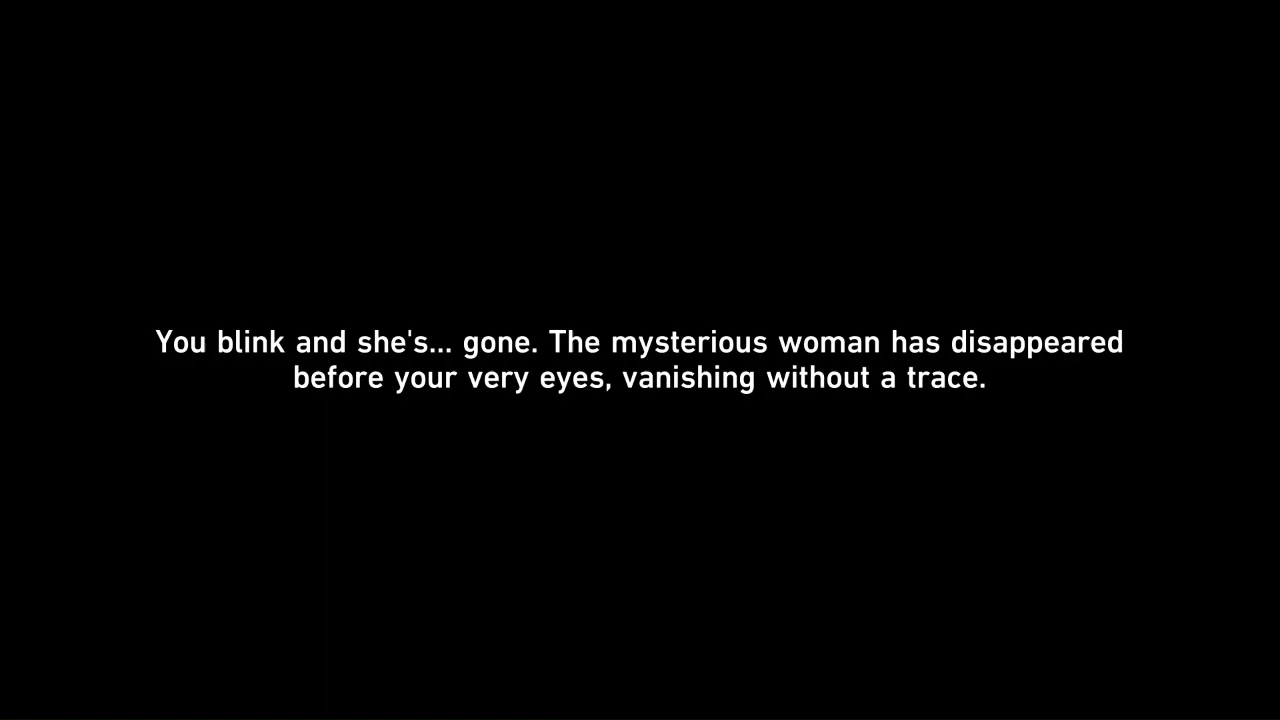 You blink and she's... gone. The mysterious woman has disappeared
before your very eyes, vanishing without a trace.